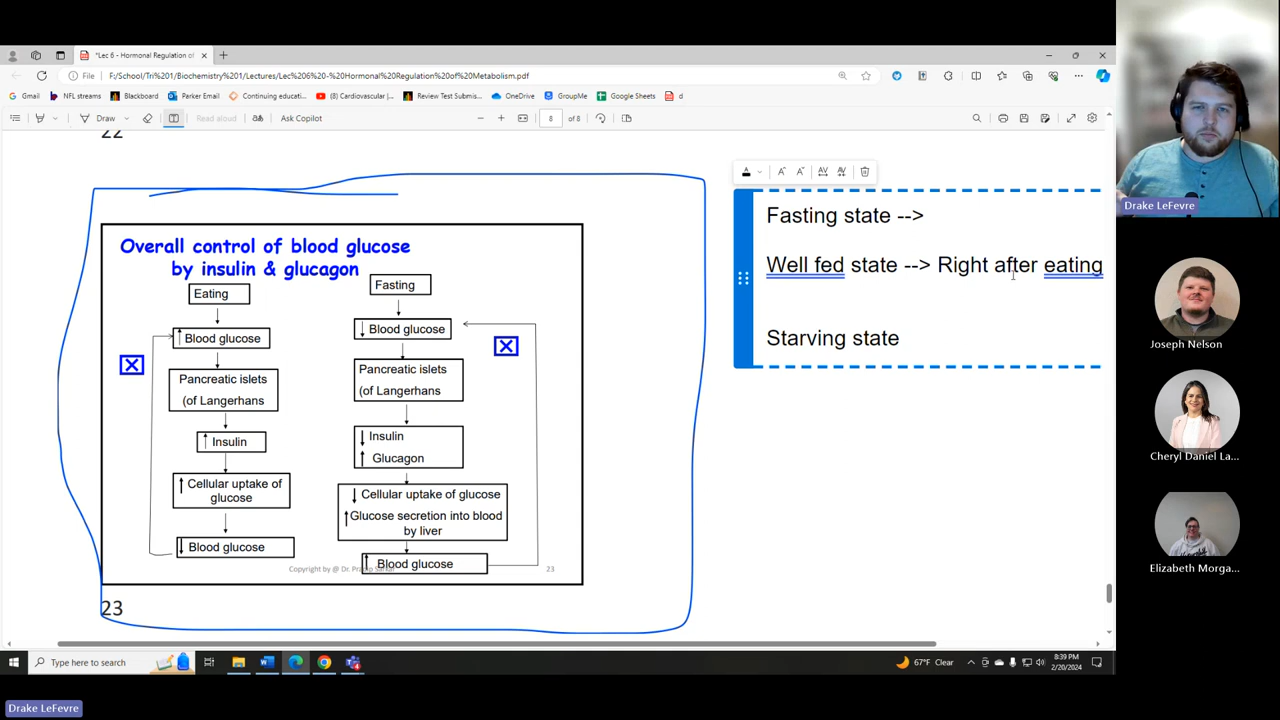 *Lec 6 - Hormonal Regulation of
File
F:/School/Tri%201/Biochemistry%201/Lectures/Lec%206%20-%20Hormonal%20Regulation%20of%20Metabolism.pdf
Gmail
NFL streams
Blackboard
Parker Email
Continuing educati...
(8) Cardiovascular |...
Review Test Submis...
OneDrive
GroupMe
Google Sheets
d
Draw
Read aloud
Ask Copilot
8
of 8
22
Overall control of blood glucose
by insulin & glucagon
Eating
↑ Blood glucose
Pancreatic islets
(of Langerhans
↑ Insulin
↑ Cellular uptake of
glucose
↓ Blood glucose
Fasting
↓ Blood glucose
Pancreatic islets
(of Langerhans
↓ Insulin
↑ Glucagon
↓ Cellular uptake of glucose
↑ Glucose secretion into blood
by liver
↑ Blood glucose
Copyright by @ Dr.
23
23
Fasting state -->
Well fed state --> Right after eating
Starving state
Drake LeFevre
Joseph Nelson
Cheryl Daniel La...
Elizabeth Morga...
Type here to search
67°F Clear
8:39 PM
2/20/2024
Drake LeFevre